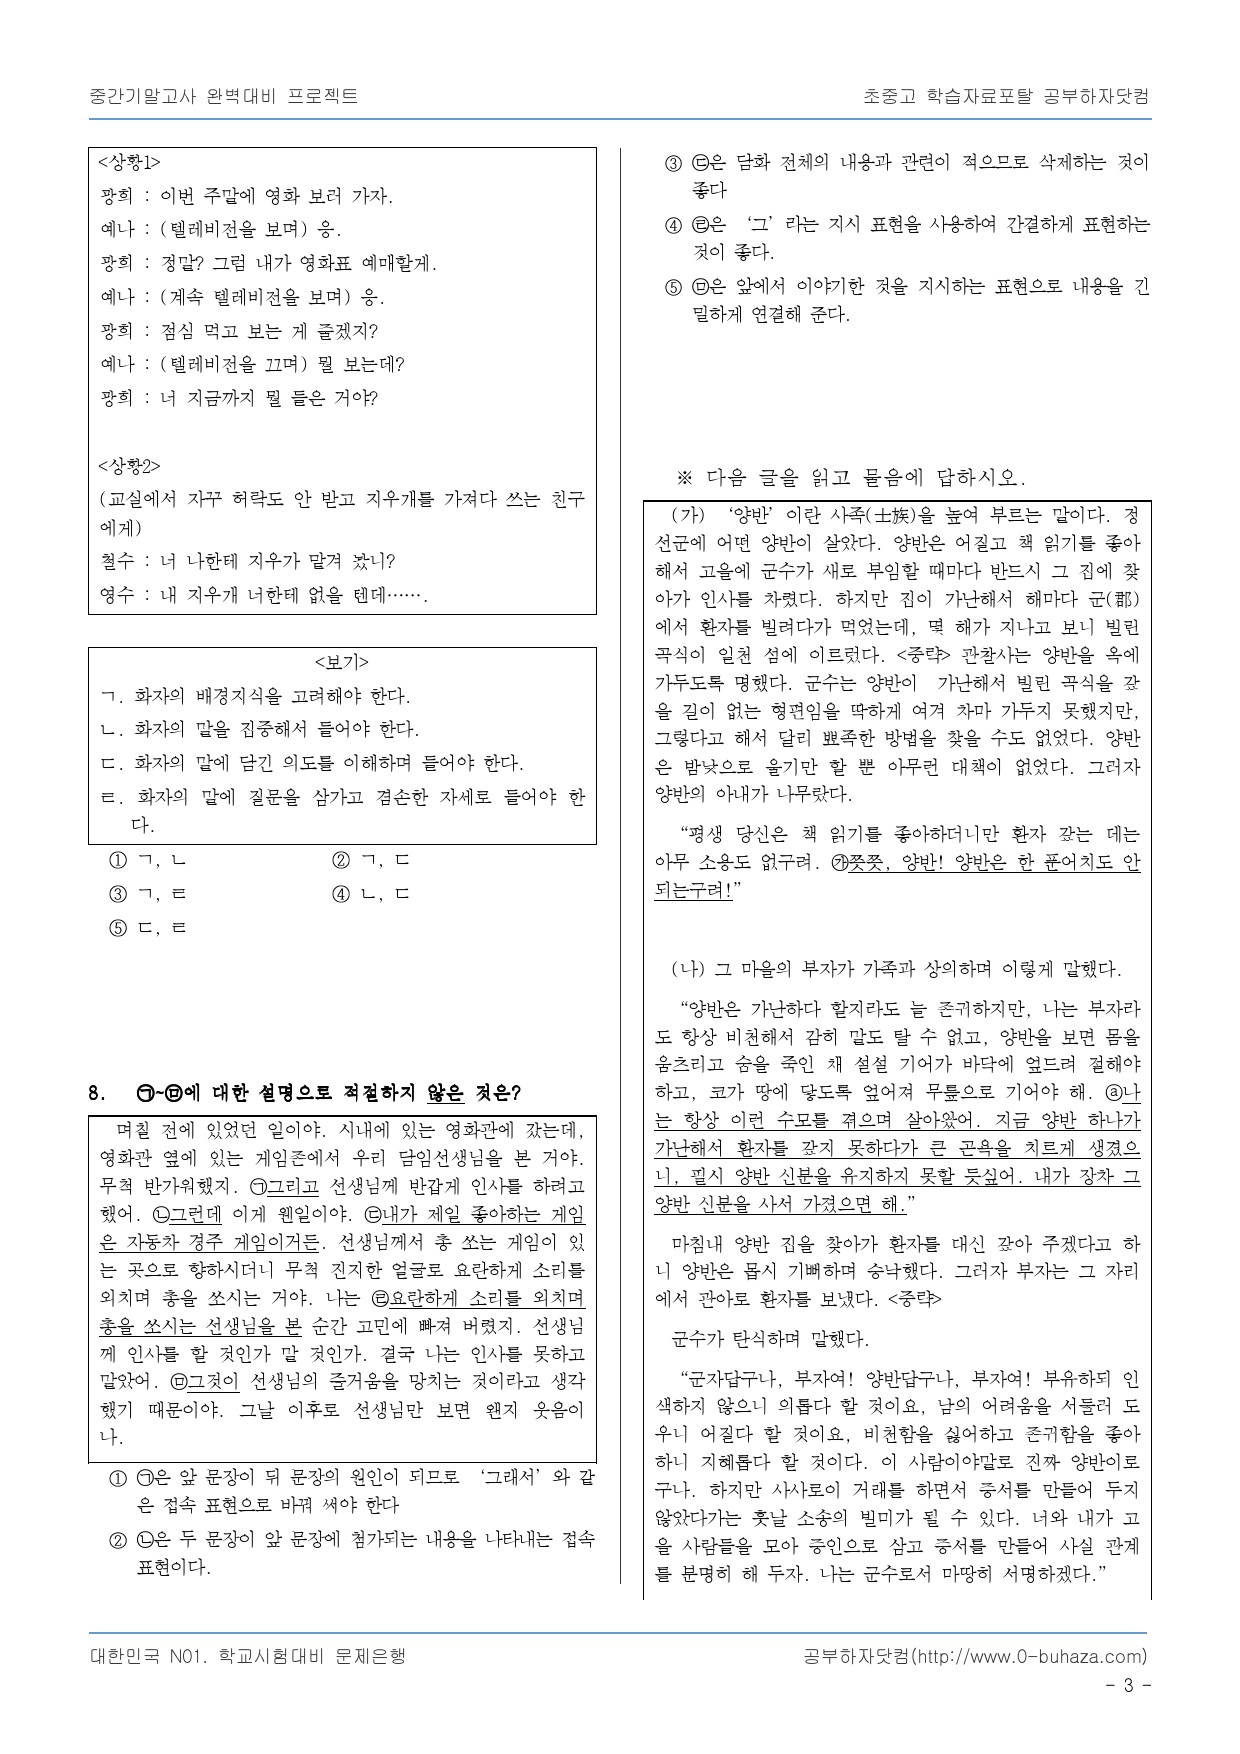 중간기말고사 완벽대비 프로젝트
초중고 학습자료포탈 공부하자닷컴
<상황1>
광희 : 이번 주말에 영화 보러 가자.
예나 : (텔레비전을 보며) 응.
광희 : 정말? 그럼 내가 영화표 예매할게.
예나 : (계속 텔레비전을 보며) 응.
광희 : 점심 먹고 보는 게 좋겠지?
예나 : (텔레비전을 끄며) 뭘 보는데?
광희 : 너 지금까지 뭘 들은 거야?
<상황2>
(교실에서 자꾸 허락도 안 받고 지우개를 가져다 쓰는 친구
에게)
철수 : 너 나한테 지우가 맡겨 놨니?
영수 : 내 지우개 너한테 없을 텐데…….
<보기>
ㄱ. 화자의 배경지식을 고려해야 한다.
ㄴ. 화자의 말을 집중해서 들어야 한다.
ㄷ. 화자의 말에 담긴 의도를 이해하며 들어야 한다.
ㄹ. 화자의 말에 질문을 삼가고 겸손한 자세로 들어야 한
다.
① ㄱ, ㄴ ② ㄱ, ㄷ
③ ㄱ, ㄹ ④ ㄴ, ㄷ
⑤ ㄷ, ㄹ
8. ㉠~㉤에 대한 설명으로 적절하지 않은 것은?
며칠 전에 있었던 일이야. 시내에 있는 영화관에 갔는데,
영화관 옆에 있는 게임존에서 우리 담임선생님을 본 거야.
무척 반가워했지. ㉠그리고 선생님께 반갑게 인사를 하려고
했어. ㉡그런데 이게 웬일이야. ㉢내가 제일 좋아하는 게임
은 자동차 경주 게임이거든. 선생님께서 총 쏘는 게임이 있
는 곳으로 향하시더니 무척 진지한 얼굴로 요란하게 소리를
외치며 총을 쏘시는 거야. 나는 ㉣요란하게 소리를 외치며
총을 쏘시는 선생님을 본 순간 고민에 빠져 버렸지. 선생님
께 인사를 할 것인가 말 것인가. 결국 나는 인사를 못하고
말았어. ㉤그것이 선생님의 즐거움을 망치는 것이라고 생각
했기 때문이야. 그날 이후로 선생님만 보면 왠지 웃음이
나.
① ㉠은 앞 문장이 뒤 문장의 원인이 되므로 ‘그래서’와 같
은 접속 표현으로 바꿔 써야 한다
② ㉡은 두 문장이 앞 문장에 첨가되는 내용을 나타내는 접속
표현이다.
③ ㉢은 담화 전체의 내용과 관련이 적으므로 삭제하는 것이
좋다
④ ㉣은 ‘그’라는 지시 표현을 사용하여 간결하게 표현하는
것이 좋다.
⑤ ㉤은 앞에서 이야기한 것을 지시하는 표현으로 내용을 긴
밀하게 연결해 준다.
※ 다음 글을 읽고 물음에 답하시오.
(가) ‘양반’이란 사족(士族)을 높여 부르는 말이다. 정
선군에 어떤 양반이 살았다. 양반은 어질고 책 읽기를 좋아
해서 고을에 군수가 새로 부임할 때마다 반드시 그 집에 찾
아가 인사를 차렸다. 하지만 집이 가난해서 해마다 군(郡)
에서 환자를 빌려다가 먹었는데, 몇 해가 지나고 보니 빌린
곡식이 일천 섬에 이르렀다. <중략> 관찰사는 양반을 옥에
가두도록 명했다. 군수는 양반이 가난해서 빌린 곡식을 갚
을 길이 없는 형편임을 딱하게 여겨 차마 가두지 못했지만,
그렇다고 해서 달리 뾰족한 방법을 찾을 수도 없었다. 양반
은 밤낮으로 울기만 할 뿐 아무런 대책이 없었다. 그러자
양반의 아내가 나무랐다.
“평생 당신은 책 읽기를 좋아하더니만 환자 갚는 데는
아무 소용도 없구려. ㉮쯧쯧, 양반! 양반은 한 푼어치도 안
되는구려!”
(나) 그 마을의 부자가 가족과 상의하며 이렇게 말했다.
“양반은 가난하다 할지라도 늘 존귀하지만, 나는 부자라
도 항상 비천해서 감히 말도 탈 수 없고, 양반을 보면 몸을
움츠리고 숨을 죽인 채 설설 기어가 바닥에 엎드려 절해야
하고, 코가 땅에 닿도록 엎어져 무릎으로 기어야 해. ⓐ나
는 항상 이런 수모를 겪으며 살아왔어. 지금 양반 하나가
가난해서 환자를 갚지 못하다가 큰 곤욕을 치르게 생겼으
니, 필시 양반 신분을 유지하지 못할 듯싶어. 내가 장차 그
양반 신분을 사서 가졌으면 해.”
마침내 양반 집을 찾아가 환자를 대신 갚아 주겠다고 하
니 양반은 몹시 기뻐하며 승낙했다. 그러자 부자는 그 자리
에서 관아로 환자를 보냈다. <중략>
군수가 탄식하며 말했다.
“군자답구나, 부자여! 양반답구나, 부자여! 부유하되 인
색하지 않으니 의롭다 할 것이요, 남의 어려움을 서둘러 도
우니 어질다 할 것이요, 비천함을 싫어하고 존귀함을 좋아
하니 지혜롭다 할 것이다. 이 사람이야말로 진짜 양반이로
구나. 하지만 사사로이 거래를 하면서 증서를 만들어 두지
않았다가는 훗날 소송의 빌미가 될 수 있다. 너와 내가 고
을 사람들을 모아 증인으로 삼고 증서를 만들어 사실 관계
를 분명히 해 두자. 나는 군수로서 마땅히 서명하겠다.”
대한민국 N01. 학교시험대비 문제은행
공부하자닷컴(http://www.0-buhaza.com)
- 3 -